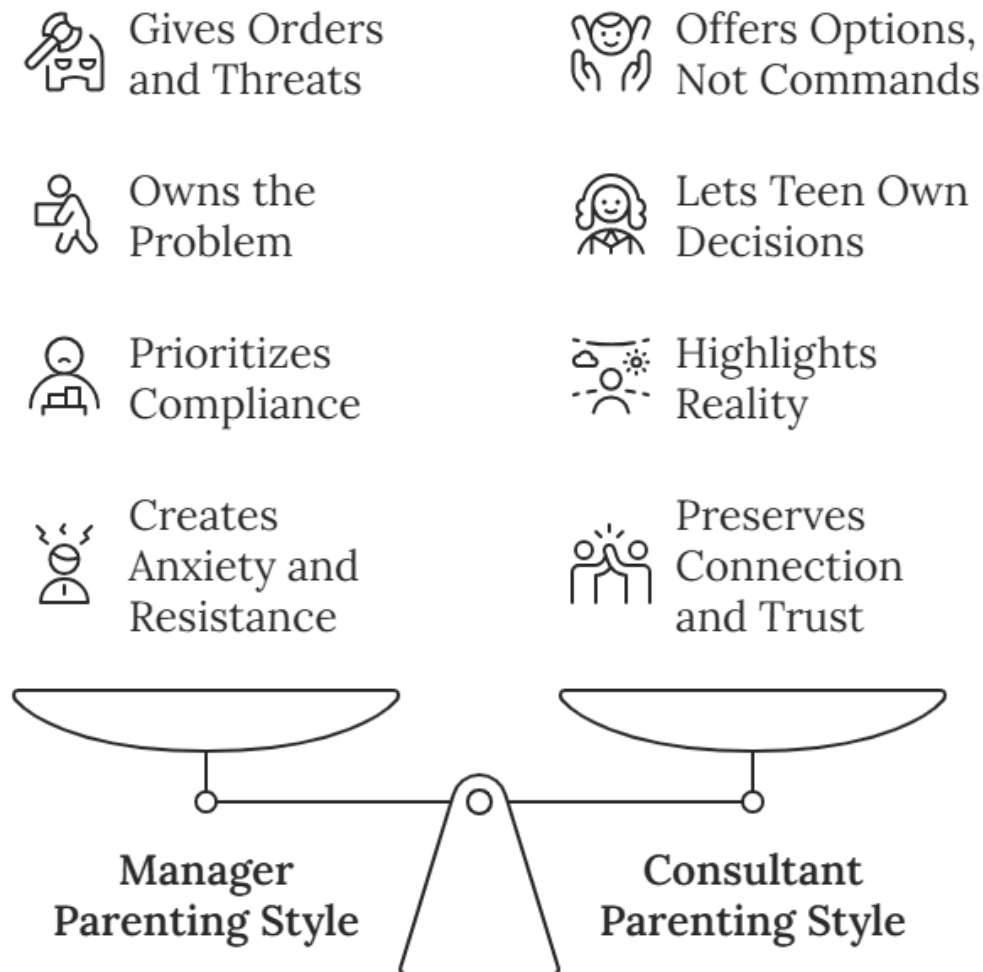 Gives Orders
and Threats
Owns the
Problem
Prioritizes
Compliance
Creates
Anxiety and
Resistance
Manager
Parenting Style
Offers Options,
Not Commands
Lets Teen Own
Decisions
Highlights
Reality
Preserves
Connection
and Trust
Consultant
Parenting Style